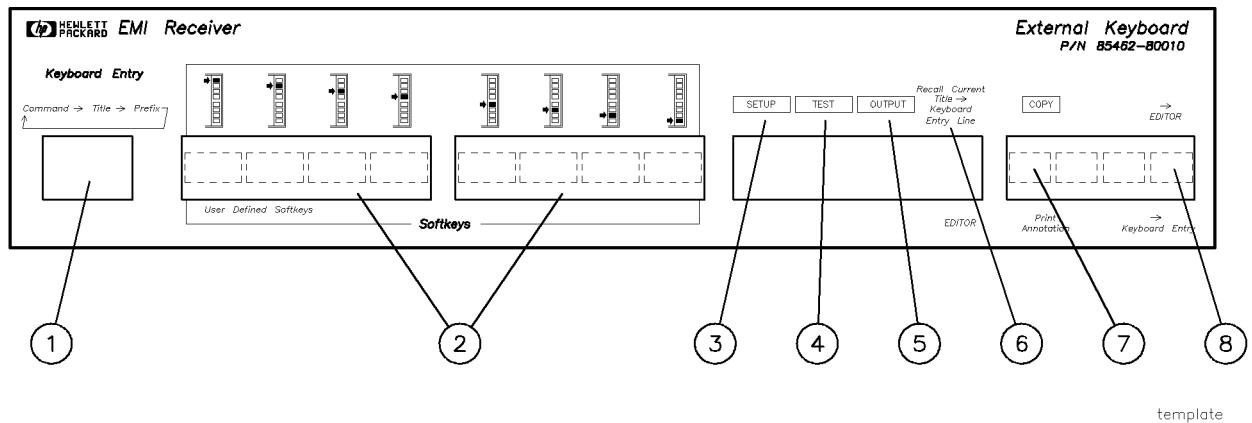 hp HEWLETT PACKARD EMI Receiver
External Keyboard
P/N 85462-80010
Keyboard Entry
Command → Title → Prefix
SETUP
TEST
OUTPUT
Recall Current
Title →
Keyboard
Entry Line
COPY
→
EDITOR
User Defined Softkeys
Softkeys
EDITOR
Print
Annotation
→
Keyboard Entry
1
2
3
4
5
6
7
8
template